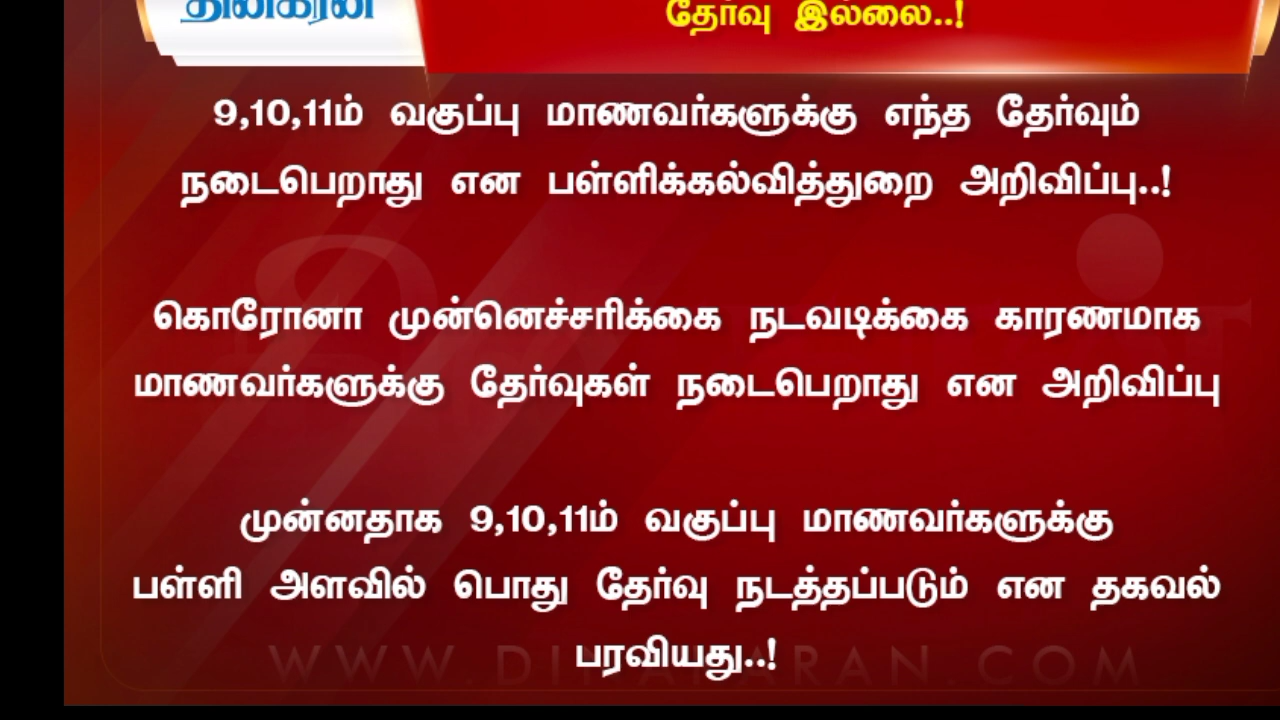 தினகரன்
தேர்வு இல்லை..!
9,10,11ம் வகுப்பு மாணவர்களுக்கு எந்த தேர்வும்
நடைபெறாது என பள்ளிக்கல்வித்துறை அறிவிப்பு..!
கொரோனா முன்னெச்சரிக்கை நடவடிக்கை காரணமாக
மாணவர்களுக்கு தேர்வுகள் நடைபெறாது என அறிவிப்பு
முன்னதாக 9,10,11ம் வகுப்பு மாணவர்களுக்கு
பள்ளி அளவில் பொது தேர்வு நடத்தப்படும் என தகவல்
பரவியது..!
WWW.DINAKARAN.COM